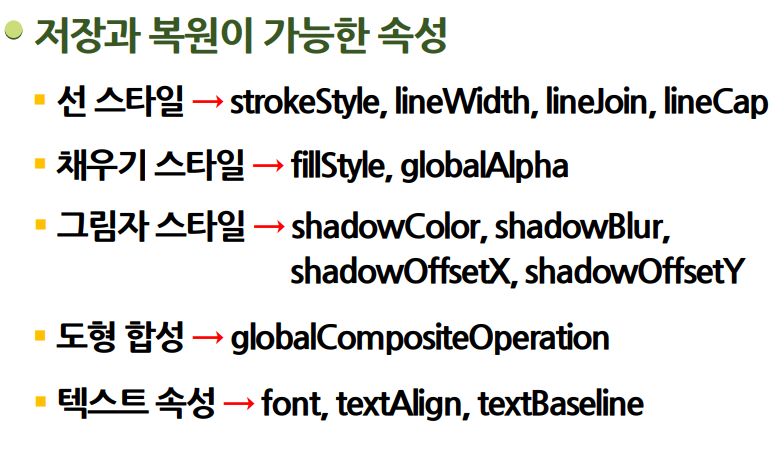 저장과 복원이 가능한 속성
선 스타일 → strokeStyle, lineWidth, lineJoin, lineCap
채우기 스타일 → fillStyle, globalAlpha
그림자 스타일 → shadowColor, shadowBlur,
shadowOffsetX, shadowOffsetY
도형 합성 → globalCompositeOperation
텍스트 속성 → font, textAlign, textBaseline